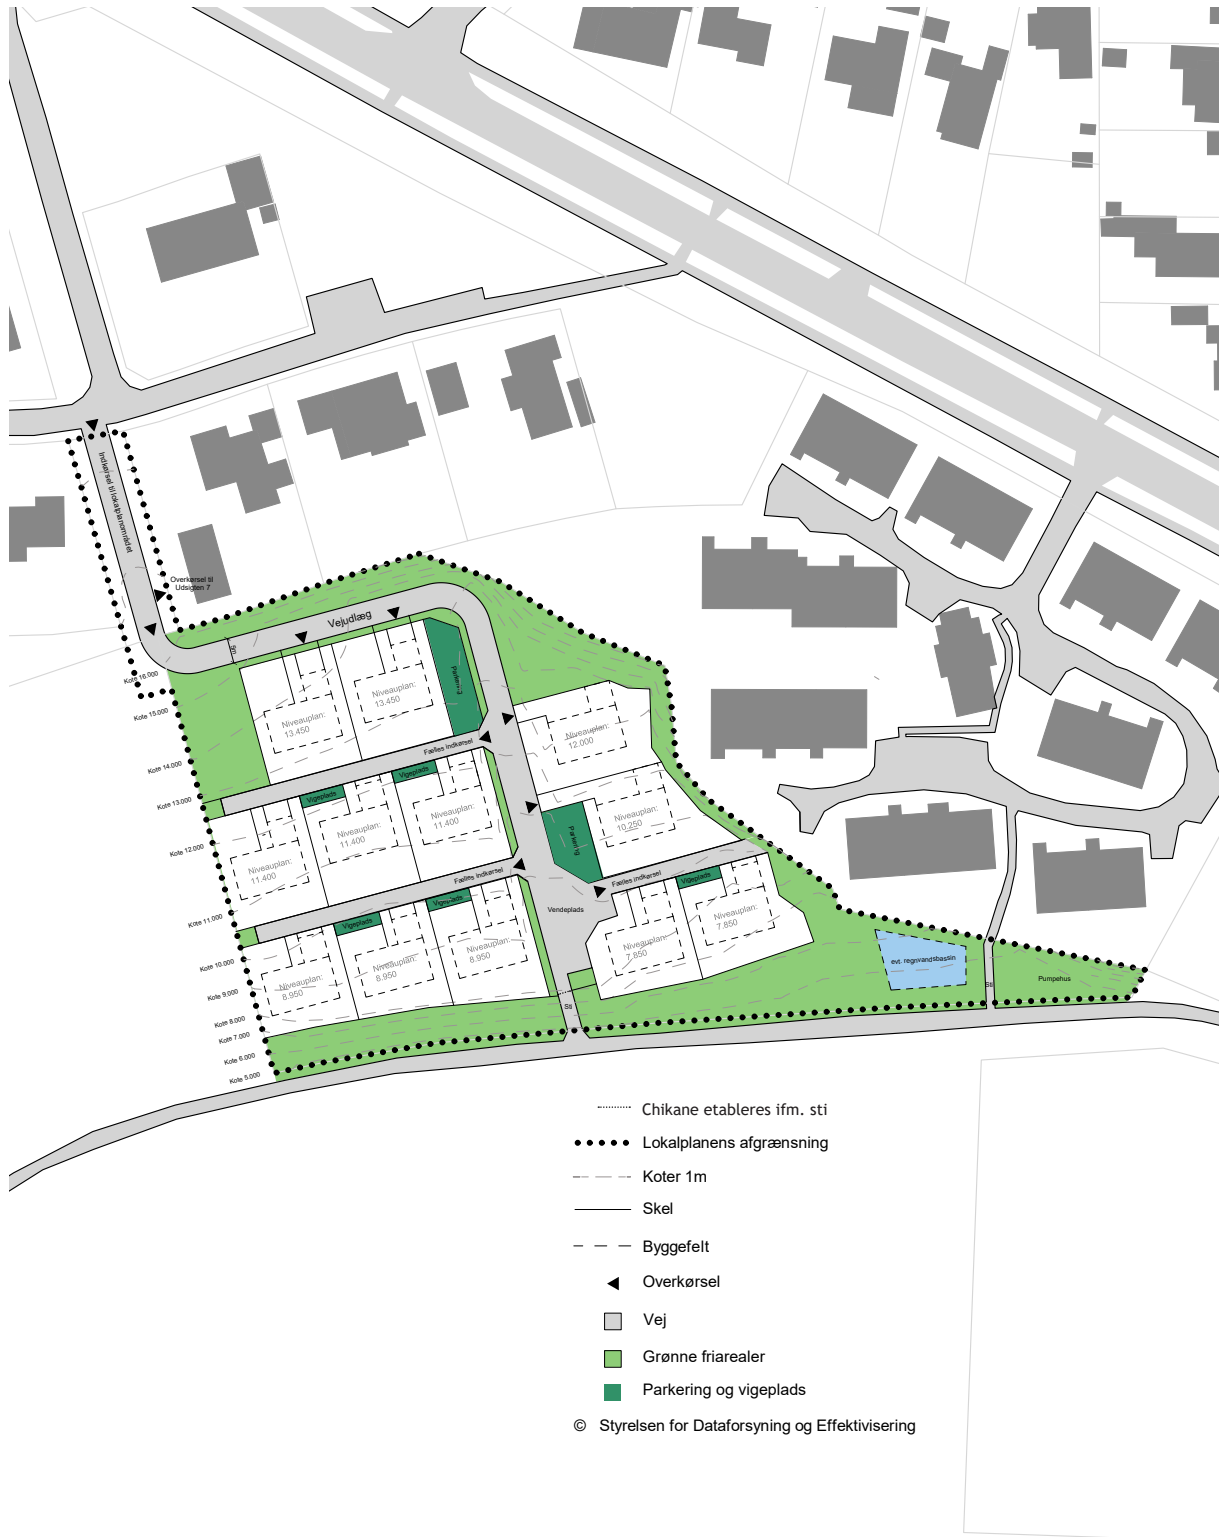 Indkørsel til lokalplanområdet
Overkørsel til
Udsigten 7
Vejudlæg
5m
Parkering
Kote 16.000
Kote 15.000
Kote 14.000
Kote 13.000
Kote 12.000
Kote 11.000
Kote 10.000
Kote 9.000
Kote 8.000
Kote 7.000
Kote 6.000
Kote 5.000
Niveauplan:
13.450
Niveauplan:
13.450
Niveauplan:
12.000
Fælles indkørsel
Vigeplads
Vigeplads
Niveauplan:
11.400
Niveauplan:
11.400
Niveauplan:
11.400
Niveauplan:
10.250
Parkering
Fælles indkørsel
Fælles indkørsel
Vigeplads
Vigeplads
Vigeplads
Vendeplads
Niveauplan:
8.950
Niveauplan:
8.950
Niveauplan:
8.950
Niveauplan:
7.850
Niveauplan:
7.850
evt. regnvandsbassin
Sti
Sti
Pumpehus
Chikane etableres ifm. sti
Lokalplanens afgrænsning
Koter 1m
Skel
Byggefelt
Overkørsel
Vej
Grønne friarealer
Parkering og vigeplads
© Styrelsen for Dataforsyning og Effektivisering